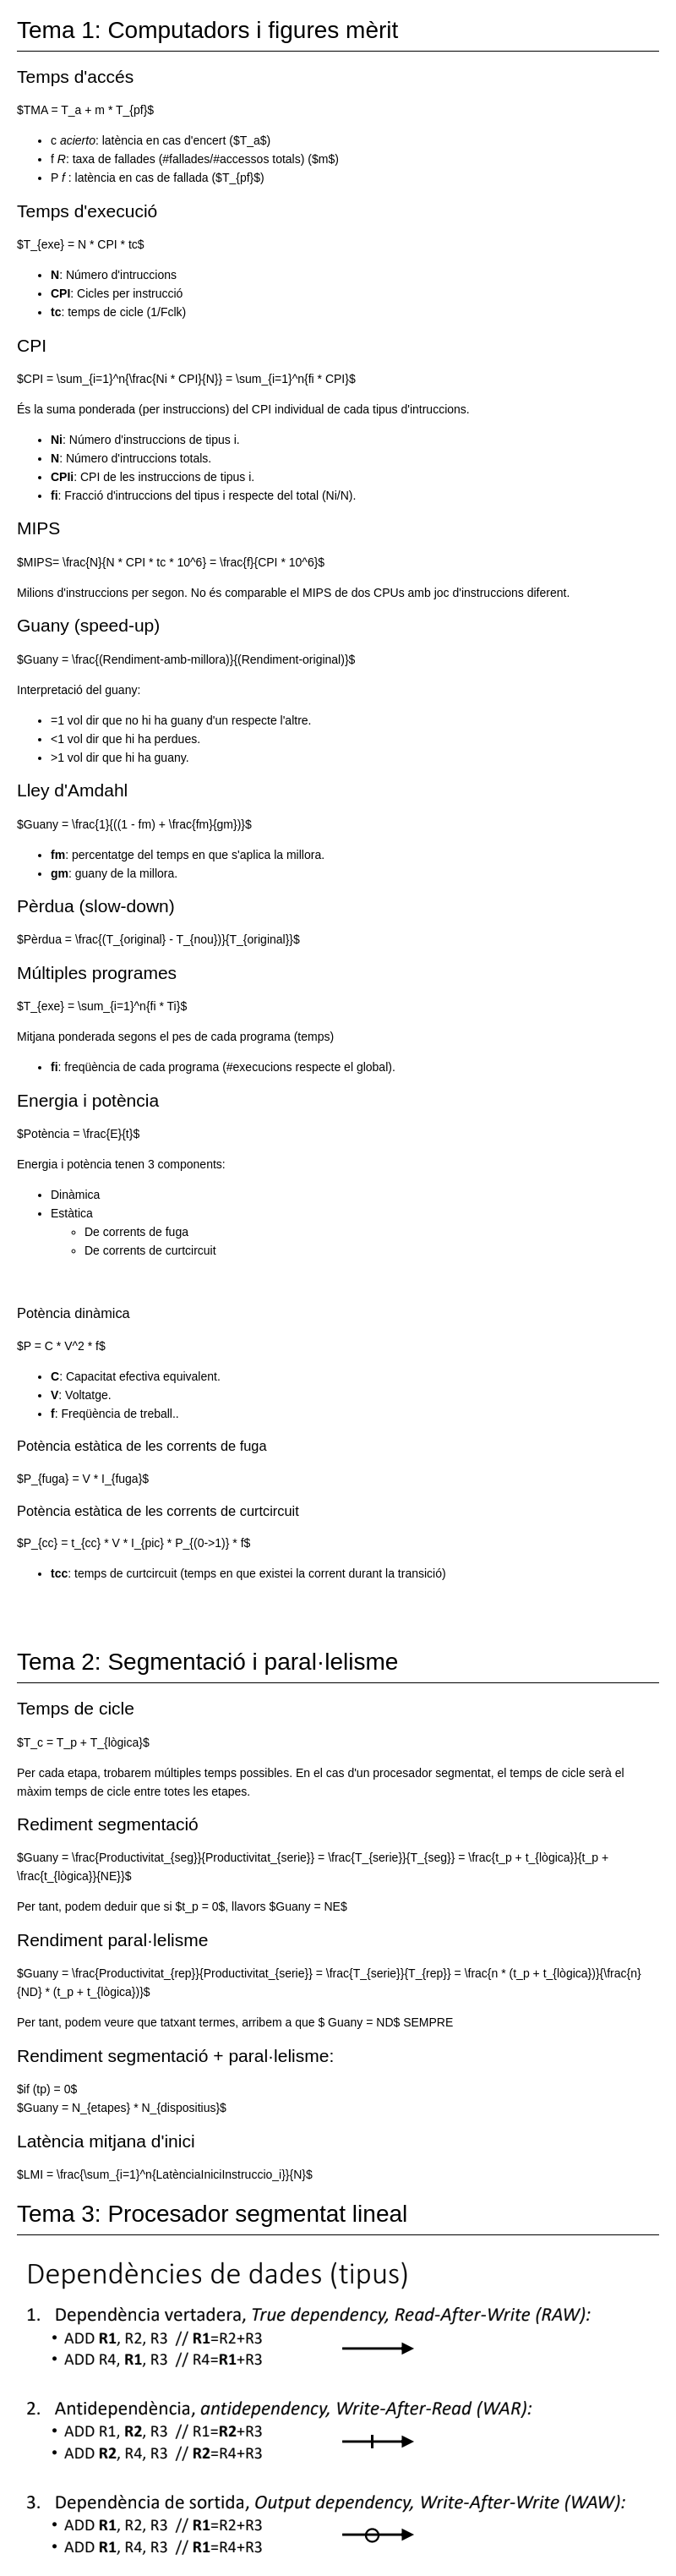 Tema 1: Computadors i figures mèrit
Temps d'accés
$TMA = T_a + m * T_{pf}$
• c acierto: latència en cas d'encert ($T_a$)
• f R: taxa de fallades (#fallades/#accessos totals) ($m$)
• P f : latència en cas de fallada ($T_{pf}$)
Temps d'execució
$T_{exe} = N * CPI * tc$
• N: Número d'intruccions
• CPI: Cicles per instrucció
• tc: temps de cicle (1/Fclk)
CPI
$CPI = \sum_{i=1}^n{\frac{Ni * CPI}{N}} = \sum_{i=1}^n{fi * CPI}$
És la suma ponderada (per instruccions) del CPI individual de cada tipus d'intruccions.
• Ni: Número d'instruccions de tipus i.
• N: Número d'intruccions totals.
• CPIi: CPI de les instruccions de tipus i.
• fi: Fracció d'intruccions del tipus i respecte del total (Ni/N).
MIPS
$MIPS= \frac{N}{N * CPI * tc * 10^6} = \frac{f}{CPI * 10^6}$
Milions d'instruccions per segon. No és comparable el MIPS de dos CPUs amb joc d'instruccions diferent.
Guany (speed-up)
$Guany = \frac{(Rendiment-amb-millora)}{(Rendiment-original)}$
Interpretació del guany:
• =1 vol dir que no hi ha guany d'un respecte l'altre.
• <1 vol dir que hi ha perdues.
• >1 vol dir que hi ha guany.
Lley d'Amdahl
$Guany = \frac{1}{((1 - fm) + \frac{fm}{gm})}$
• fm: percentatge del temps en que s'aplica la millora.
• gm: guany de la millora.
Pèrdua (slow-down)
$Pèrdua = \frac{(T_{original} - T_{nou})}{T_{original}}$
Múltiples programes
$T_{exe} = \sum_{i=1}^n{fi * Ti}$
Mitjana ponderada segons el pes de cada programa (temps)
• fi: freqüència de cada programa (#execucions respecte el global).
Energia i potència
$Potència = \frac{E}{t}$
Energia i potència tenen 3 components:
• Dinàmica
• Estàtica
◦ De corrents de fuga
◦ De corrents de curtcircuit
Potència dinàmica
$P = C * V^2 * f$
• C: Capacitat efectiva equivalent.
• V: Voltatge.
• f: Freqüència de treball..
Potència estàtica de les corrents de fuga
$P_{fuga} = V * I_{fuga}$
Potència estàtica de les corrents de curtcircuit
$P_{cc} = t_{cc} * V * I_{pic} * P_{(0->1)} * f$
• tcc: temps de curtcircuit (temps en que existei la corrent durant la transició)
Tema 2: Segmentació i paral·lelisme
Temps de cicle
$T_c = T_p + T_{lògica}$
Per cada etapa, trobarem múltiples temps possibles. En el cas d'un procesador segmentat, el temps de cicle serà el
màxim temps de cicle entre totes les etapes.
Rediment segmentació
$Guany = \frac{Productivitat_{seg}}{Productivitat_{serie}} = \frac{T_{serie}}{T_{seg}} = \frac{t_p + t_{lògica}}{t_p +
\frac{t_{lògica}}{NE}}$
Per tant, podem deduir que si $t_p = 0$, llavors $Guany = NE$
Rendiment paral·lelisme
$Guany = \frac{Productivitat_{rep}}{Productivitat_{serie}} = \frac{T_{serie}}{T_{rep}} = \frac{n * (t_p + t_{lògica})}{\frac{n}
{ND} * (t_p + t_{lògica})}$
Per tant, podem veure que tatxant termes, arribem a que $ Guany = ND$ SEMPRE
Rendiment segmentació + paral·lelisme:
$if (tp) = 0$
$Guany = N_{etapes} * N_{dispositius}$
Latència mitjana d'inici
$LMI = \frac{\sum_{i=1}^n{LatènciaIniciInstruccio_i}}{N}$
Tema 3: Procesador segmentat lineal
Dependències de dades (tipus)
1. Dependència vertadera, True dependency, Read-After-Write (RAW):
• ADD R1, R2, R3 // R1=R2+R3
• ADD R4, R1, R3 // R4=R1+R3
2. Antidependència, antidependency, Write-After-Read (WAR):
• ADD R1, R2, R3 // R1=R2+R3
• ADD R2, R4, R3 // R2=R4+R3
3. Dependència de sortida, Output dependency, Write-After-Write (WAW):
• ADD R1, R2, R3 // R1=R2+R3
• ADD R1, R4, R3 // R1=R4+R3